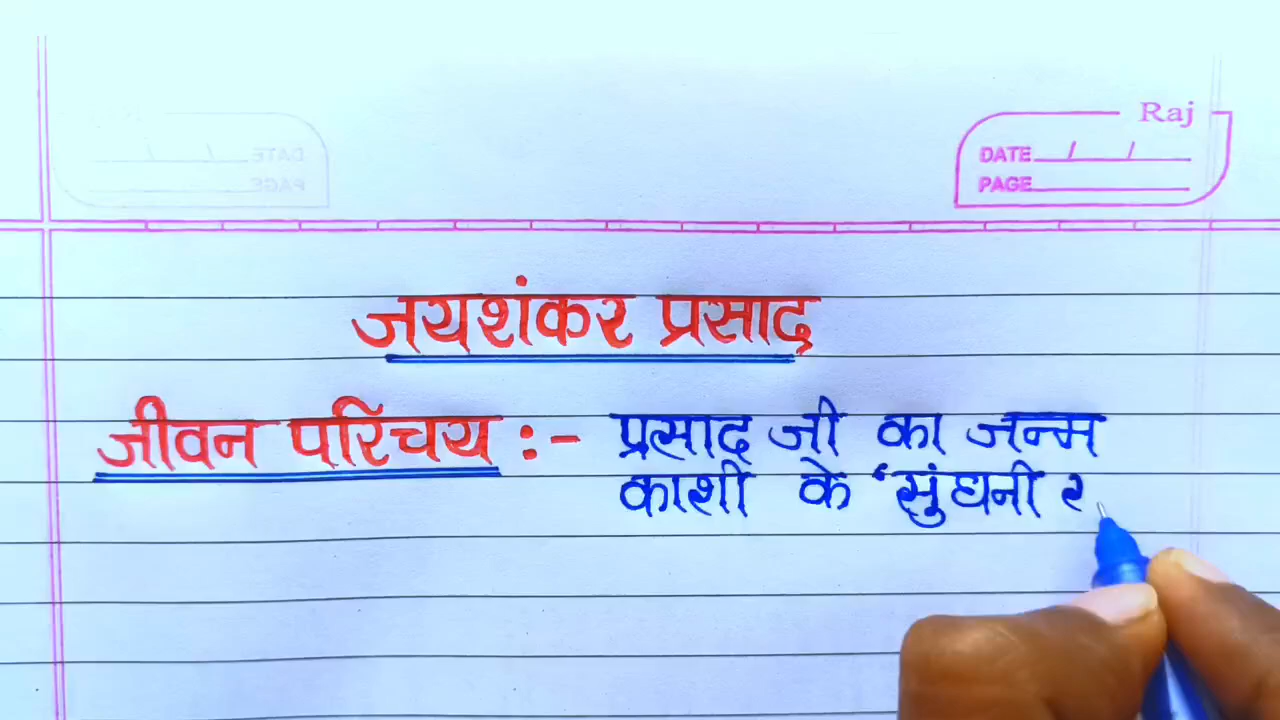 Raj
DATE
PAGE
जयशंकर प्रसाद
जीवन परिचय :- प्रसाद जी का जन्म
काशी के ‘सुंघनी